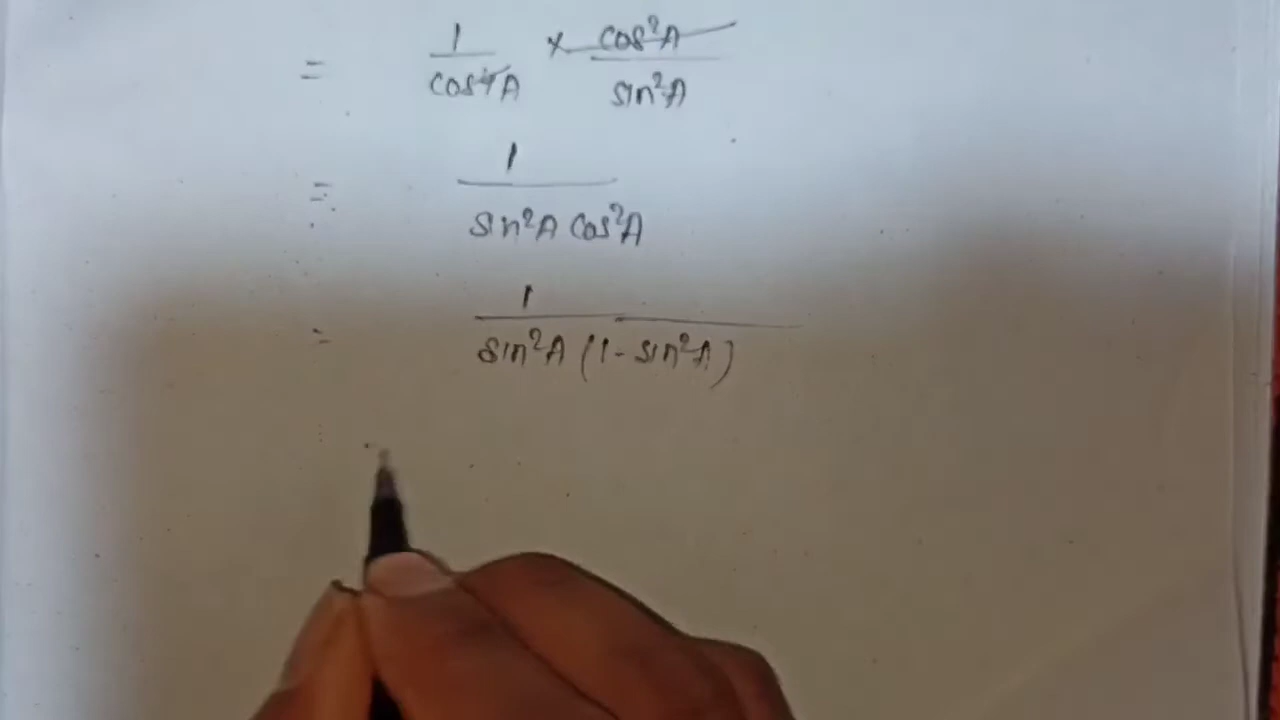 = 1/cos⁴A × cos²A/sin²A
= 1/sin²A cos²A
= 1/sin²A (1 - sin²A)